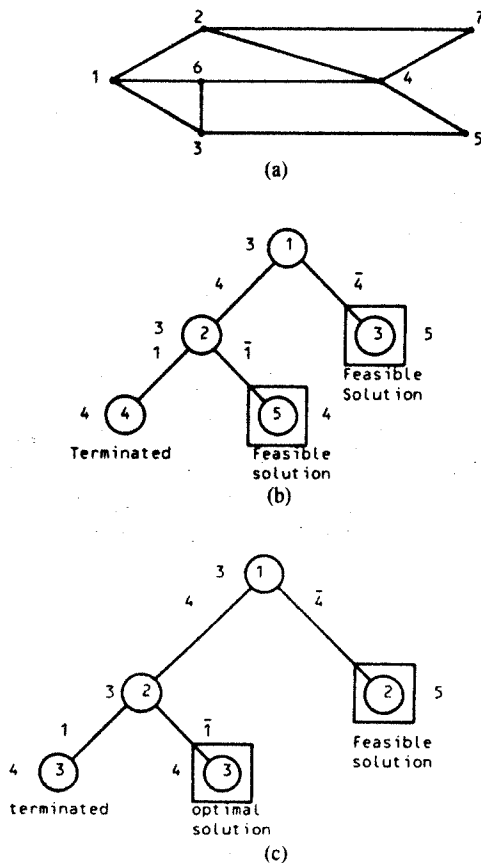 2 7
6
1 4
3 5
(a)
3 1
4 4̄
3 2 3 5
1 1̄ Feasible
Solution
4 4 5 4
Terminated Feasible
solution
(b)
3 1
4 4̄
3 2 2 5
1 1̄ Feasible
solution
4 3 4 3
terminated optimal
solution
(c)